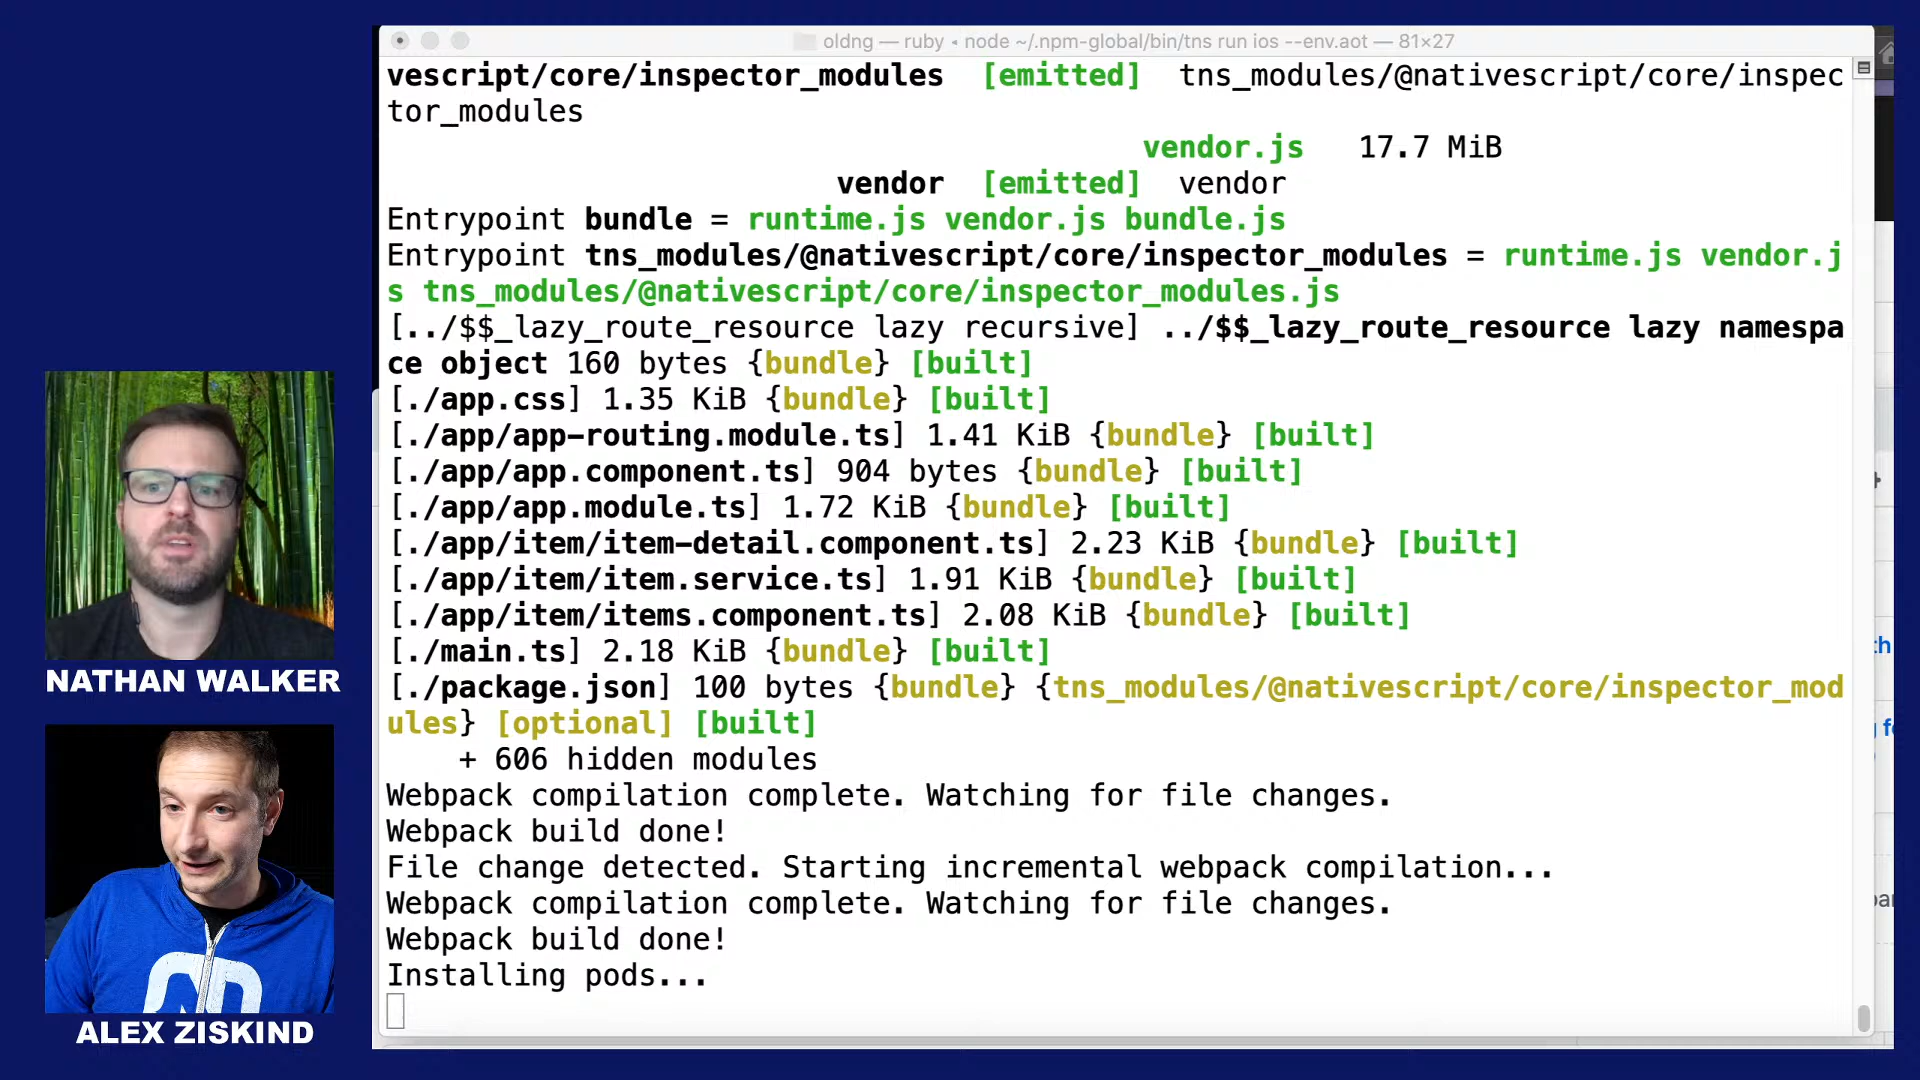 oldng — ruby ◂ node ~/.npm-global/bin/tns run ios --env.aot — 81×27
vescript/core/inspector_modules [emitted] tns_modules/@nativescript/core/inspec
tor_modules
vendor.js 17.7 MiB
vendor [emitted] vendor
Entrypoint bundle = runtime.js vendor.js bundle.js
Entrypoint tns_modules/@nativescript/core/inspector_modules = runtime.js vendor.j
s tns_modules/@nativescript/core/inspector_modules.js
[../$$_lazy_route_resource lazy recursive] ../$$_lazy_route_resource lazy namespa
ce object 160 bytes {bundle} [built]
[./app.css] 1.35 KiB {bundle} [built]
[./app/app-routing.module.ts] 1.41 KiB {bundle} [built]
[./app/app.component.ts] 904 bytes {bundle} [built]
[./app/app.module.ts] 1.72 KiB {bundle} [built]
[./app/item/item-detail.component.ts] 2.23 KiB {bundle} [built]
[./app/item/item.service.ts] 1.91 KiB {bundle} [built]
[./app/item/items.component.ts] 2.08 KiB {bundle} [built]
[./main.ts] 2.18 KiB {bundle} [built]
[./package.json] 100 bytes {bundle} {tns_modules/@nativescript/core/inspector_mod
ules} [optional] [built]
+ 606 hidden modules
Webpack compilation complete. Watching for file changes.
Webpack build done!
File change detected. Starting incremental webpack compilation...
Webpack compilation complete. Watching for file changes.
Webpack build done!
Installing pods...
NATHAN WALKER
ALEX ZISKIND